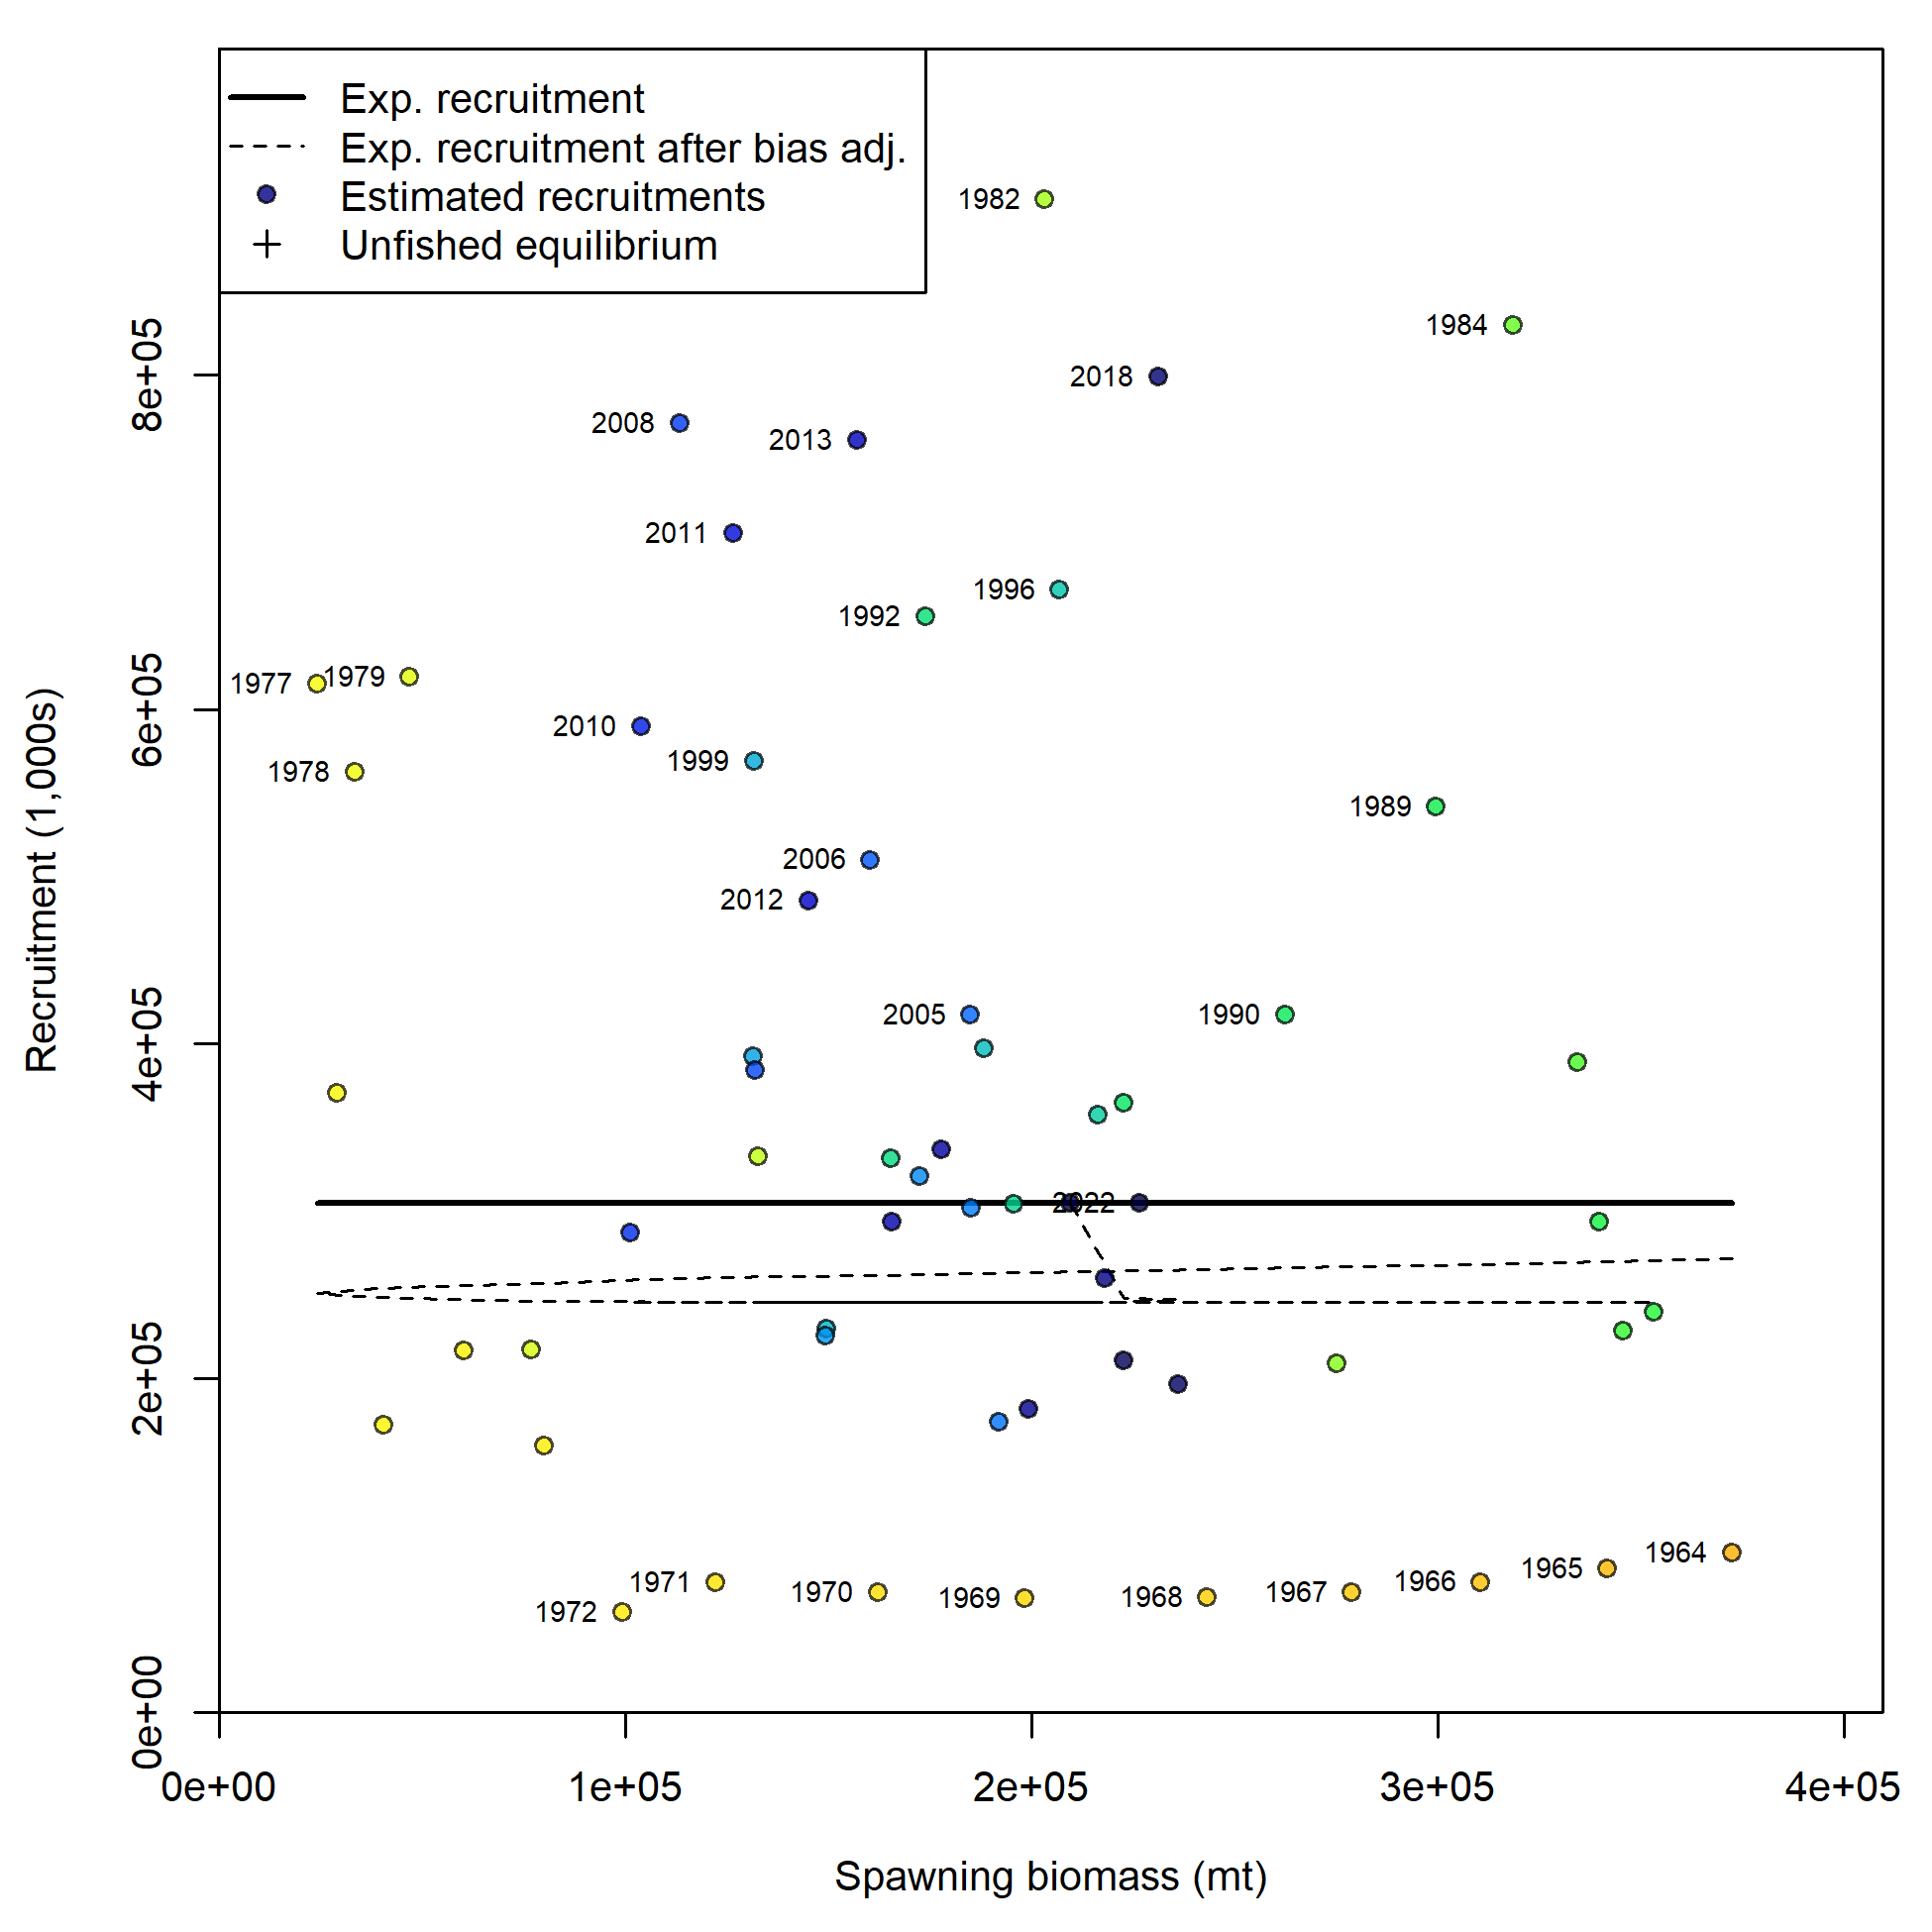 Exp. recruitment
Exp. recruitment after bias adj.
Estimated recruitments
Unfished equilibrium
1982
1984
2018
2008
2013
2011
1996
1992
1977
1979
2010
1999
1978
1989
2006
2012
2005
1990
2022
1964
1965
1966
1971
1970
1967
1968
1969
1972
8e+05
6e+05
4e+05
2e+05
0e+00
Recruitment (1,000s)
0e+00 1e+05 2e+05 3e+05 4e+05
Spawning biomass (mt)